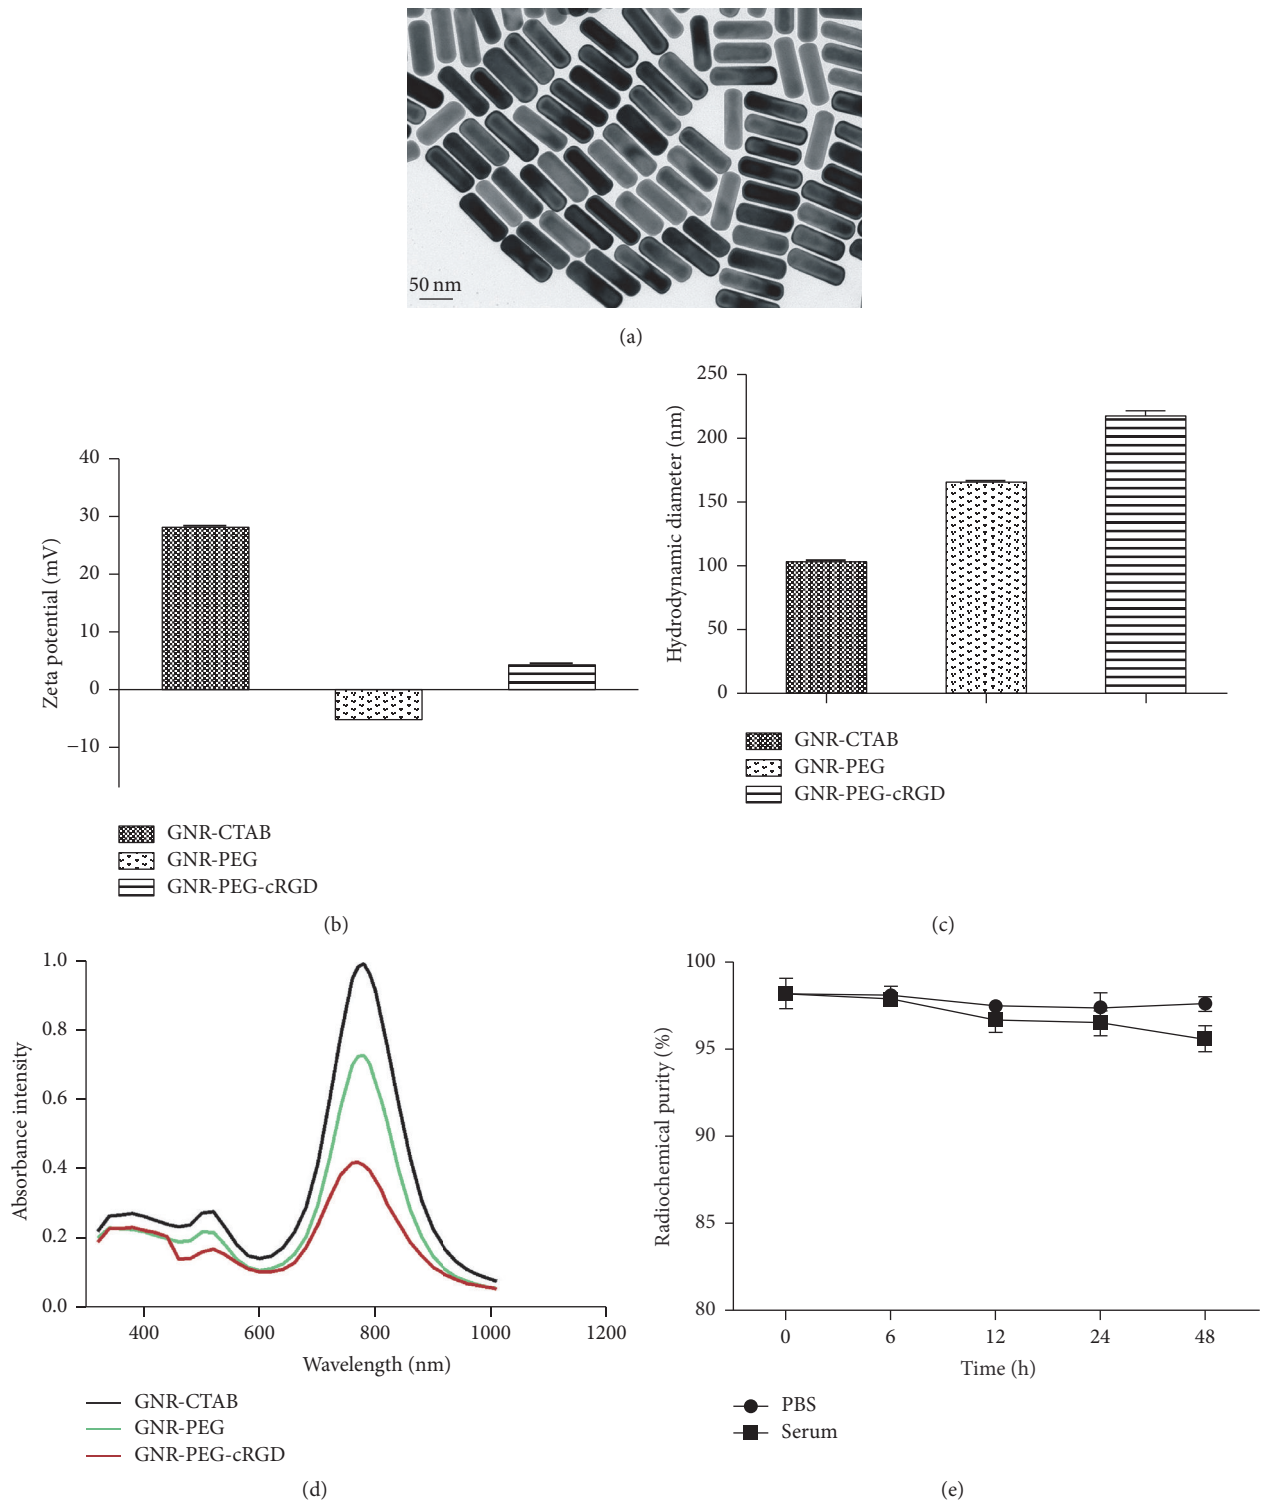 50 nm
(a)
Zeta potential (mV)
40
30
20
10
0
−10
GNR-CTAB
GNR-PEG
GNR-PEG-cRGD
(b)
Hydrodynamic diameter (nm)
250
200
150
100
50
0
GNR-CTAB
GNR-PEG
GNR-PEG-cRGD
(c)
Absorbance intensity
1.0
0.8
0.6
0.4
0.2
0.0
400 600 800 1000 1200
Wavelength (nm)
GNR-CTAB
GNR-PEG
GNR-PEG-cRGD
(d)
Radiochemical purity (%)
100
95
90
85
80
0 6 12 24 48
Time (h)
PBS
Serum
(e)